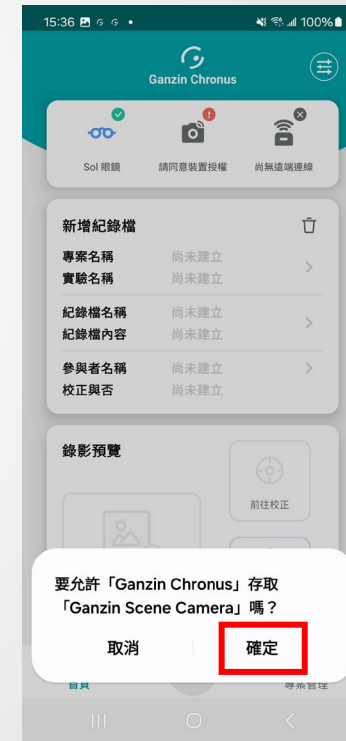 15:36
100%
Ganzin Chronus
Sol 眼鏡
請同意裝置授權
尚無遠端連線
新增紀錄檔
專案名稱 尚未建立
實驗名稱 尚未建立
紀錄檔名稱 尚未建立
紀錄檔內容 尚未建立
參與者名稱 尚未建立
校正與否 尚未建立
錄影預覽
前往校正
要允許「Ganzin Chronus」存取
「Ganzin Scene Camera」嗎？
取消
確定
首頁
專案管理